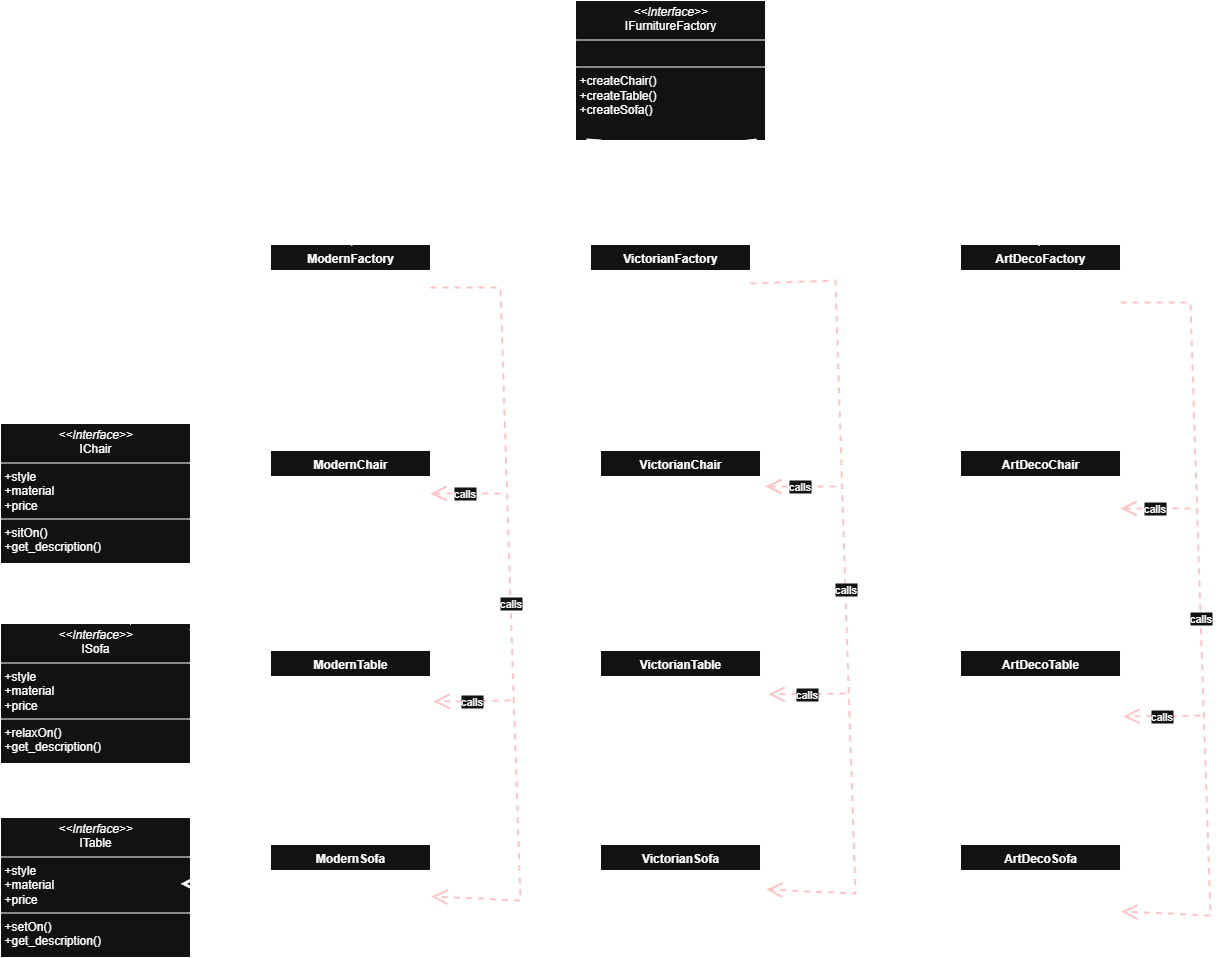 <<Interface>>
IFurnitureFactory
+createChair()
+createTable()
+createSofa()
ModernFactory
VictorianFactory
ArtDecoFactory
<<Interface>>
IChair
+style
+material
+price
+sitOn()
+get_description()
ModernChair
VictorianChair
ArtDecoChair
calls
calls
calls
calls
calls
calls
<<Interface>>
ISofa
+style
+material
+price
+relaxOn()
+get_description()
ModernTable
VictorianTable
ArtDecoTable
calls
calls
calls
<<Interface>>
ITable
+style
+material
+price
+setOn()
+get_description()
ModernSofa
VictorianSofa
ArtDecoSofa